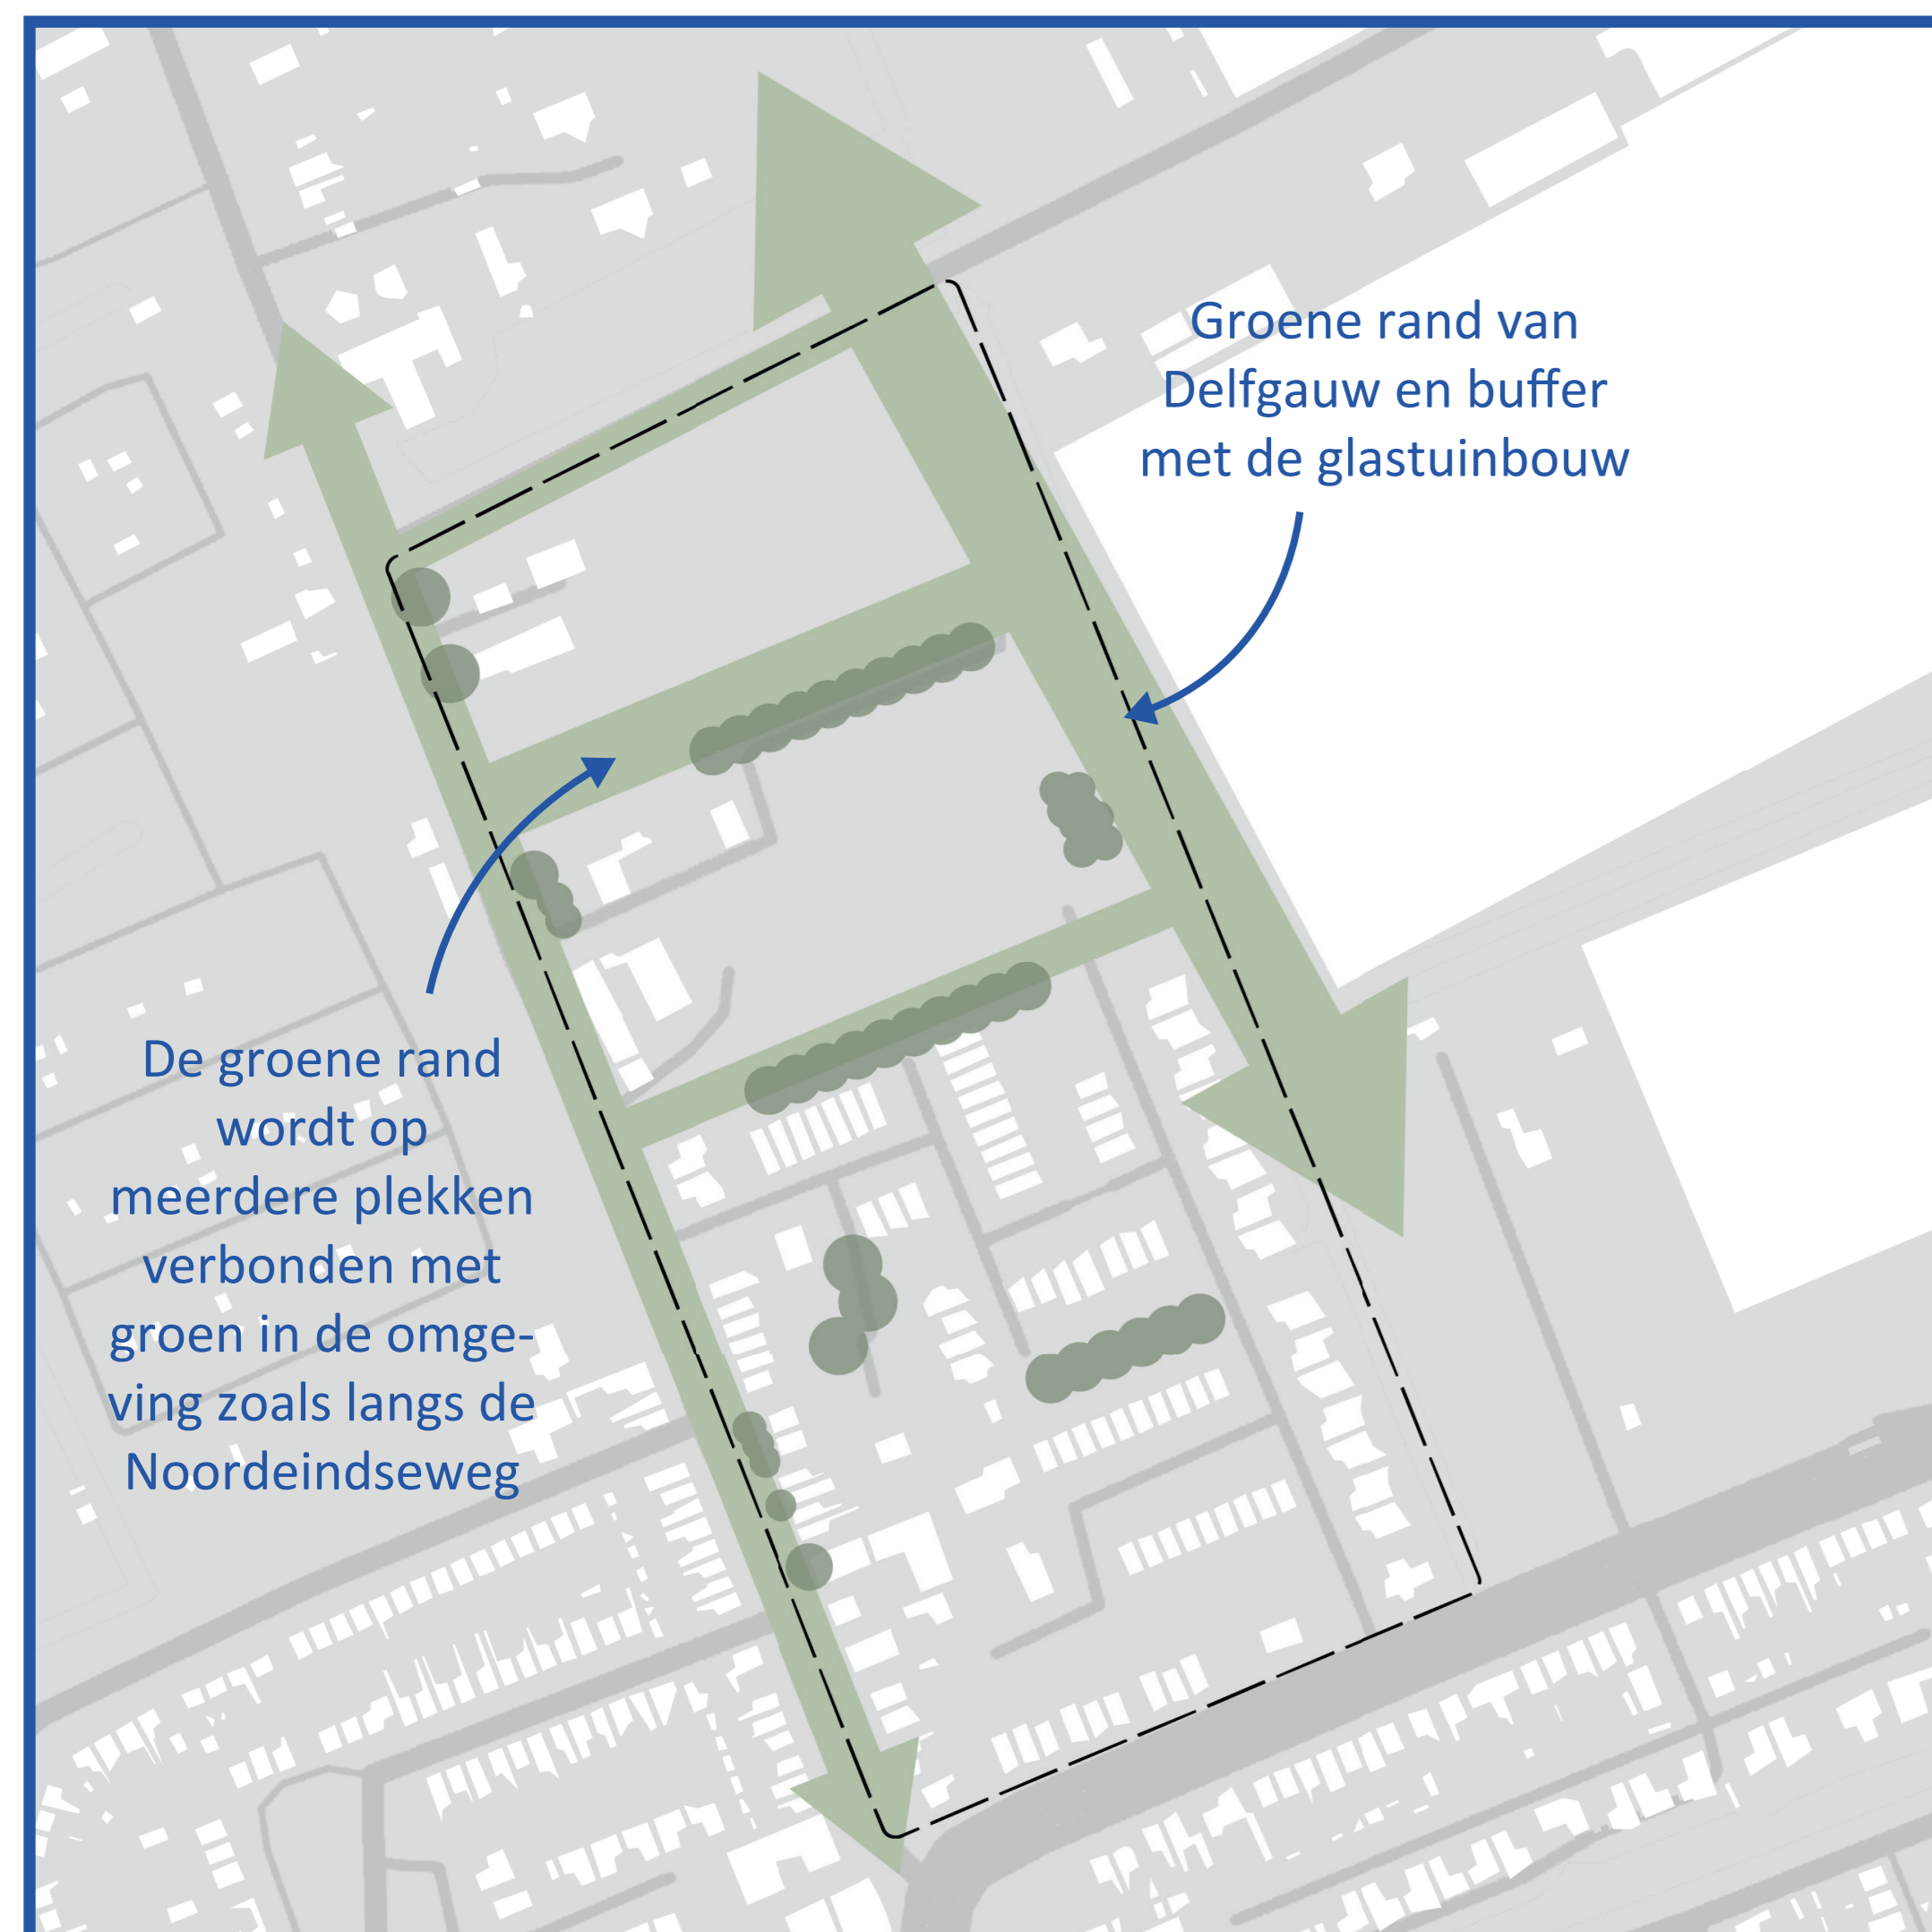 Groene rand van
Delfgauw en buffer
met de glastuinbouw
De groene rand
wordt op
meerdere plekken
verbonden met
groen in de omge-
ving zoals langs de
Noordeindseweg